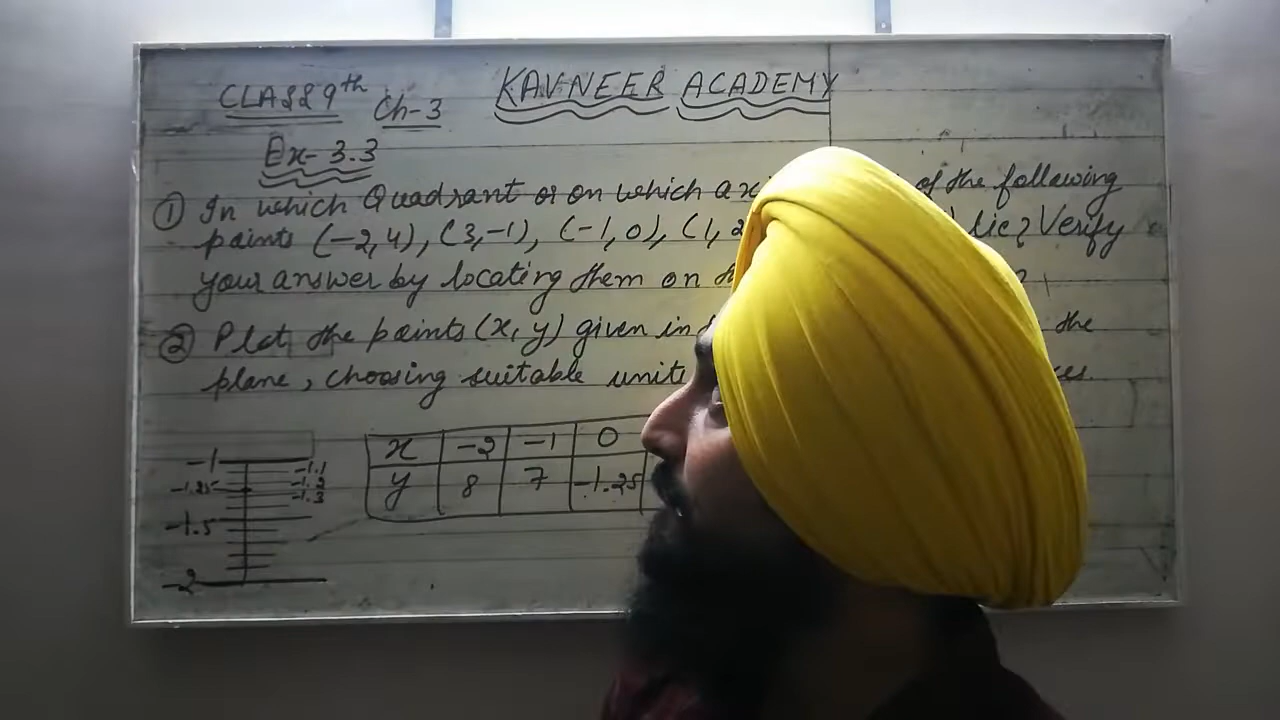 CLASS 9th Ch-3 KAVNEER ACADEMY
Ex- 3.3
① In which Quadrant or on which of the following
points (-2,4), (3,-1), (-1,0), (1, lie? Verify
your answer by locating them on
② Plot the points (x, y) given in the
plane, choosing suitable units
x -2 -1 0
y 8 7 -1.25
-1
-1.1
-1.2
-1.25
-1.3
-1.5
-2